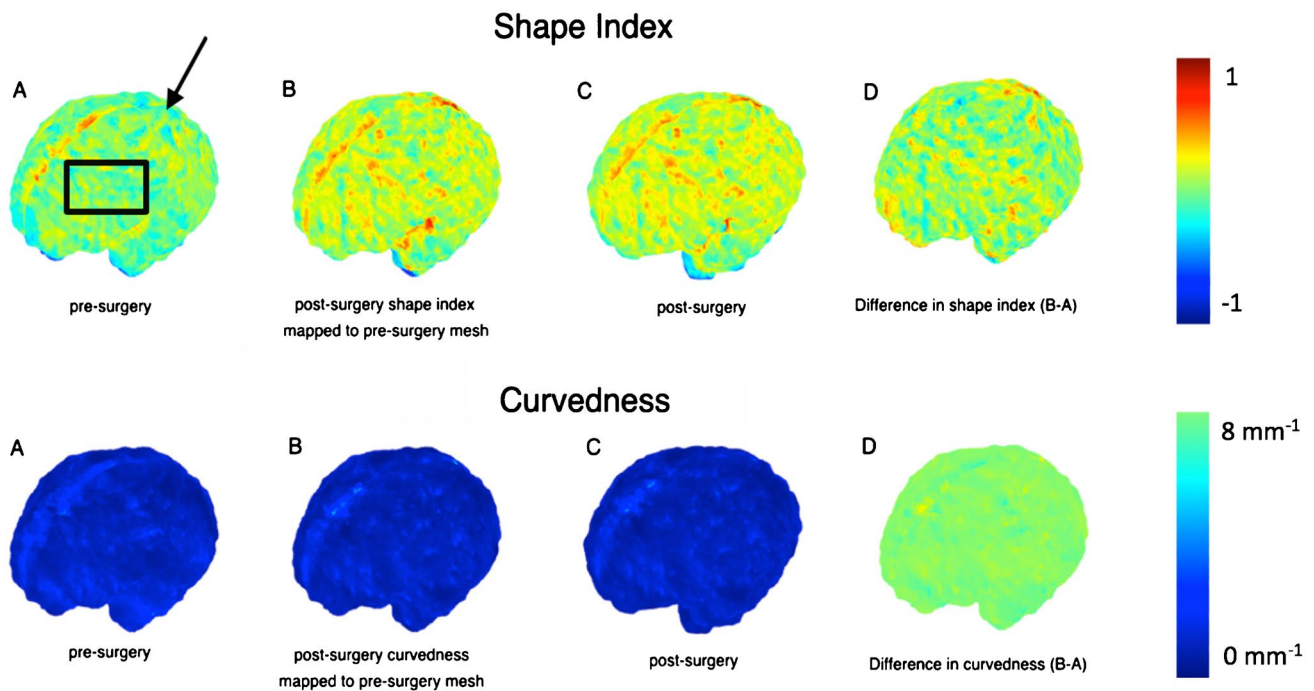 Shape Index
A
B
C
D
1
-1
pre-surgery
post-surgery shape index
mapped to pre-surgery mesh
post-surgery
Difference in shape index (B-A)
Curvedness
A
B
C
D
8 mm⁻¹
0 mm⁻¹
pre-surgery
post-surgery curvedness
mapped to pre-surgery mesh
post-surgery
Difference in curvedness (B-A)